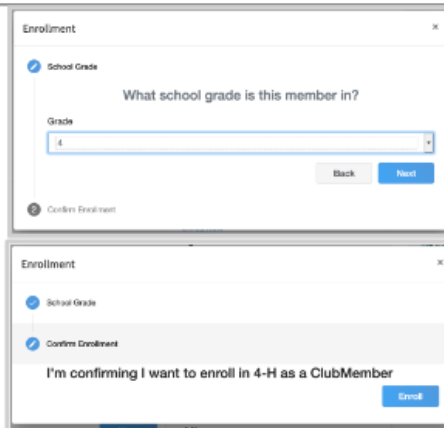 Enrollment ×
School Grade
What school grade is this member in?
Grade
4
Back Next
2 Confirm Enrollment
Enrollment ×
School Grade
Confirm Enrollment
I'm confirming I want to enroll in 4-H as a ClubMember
Enroll